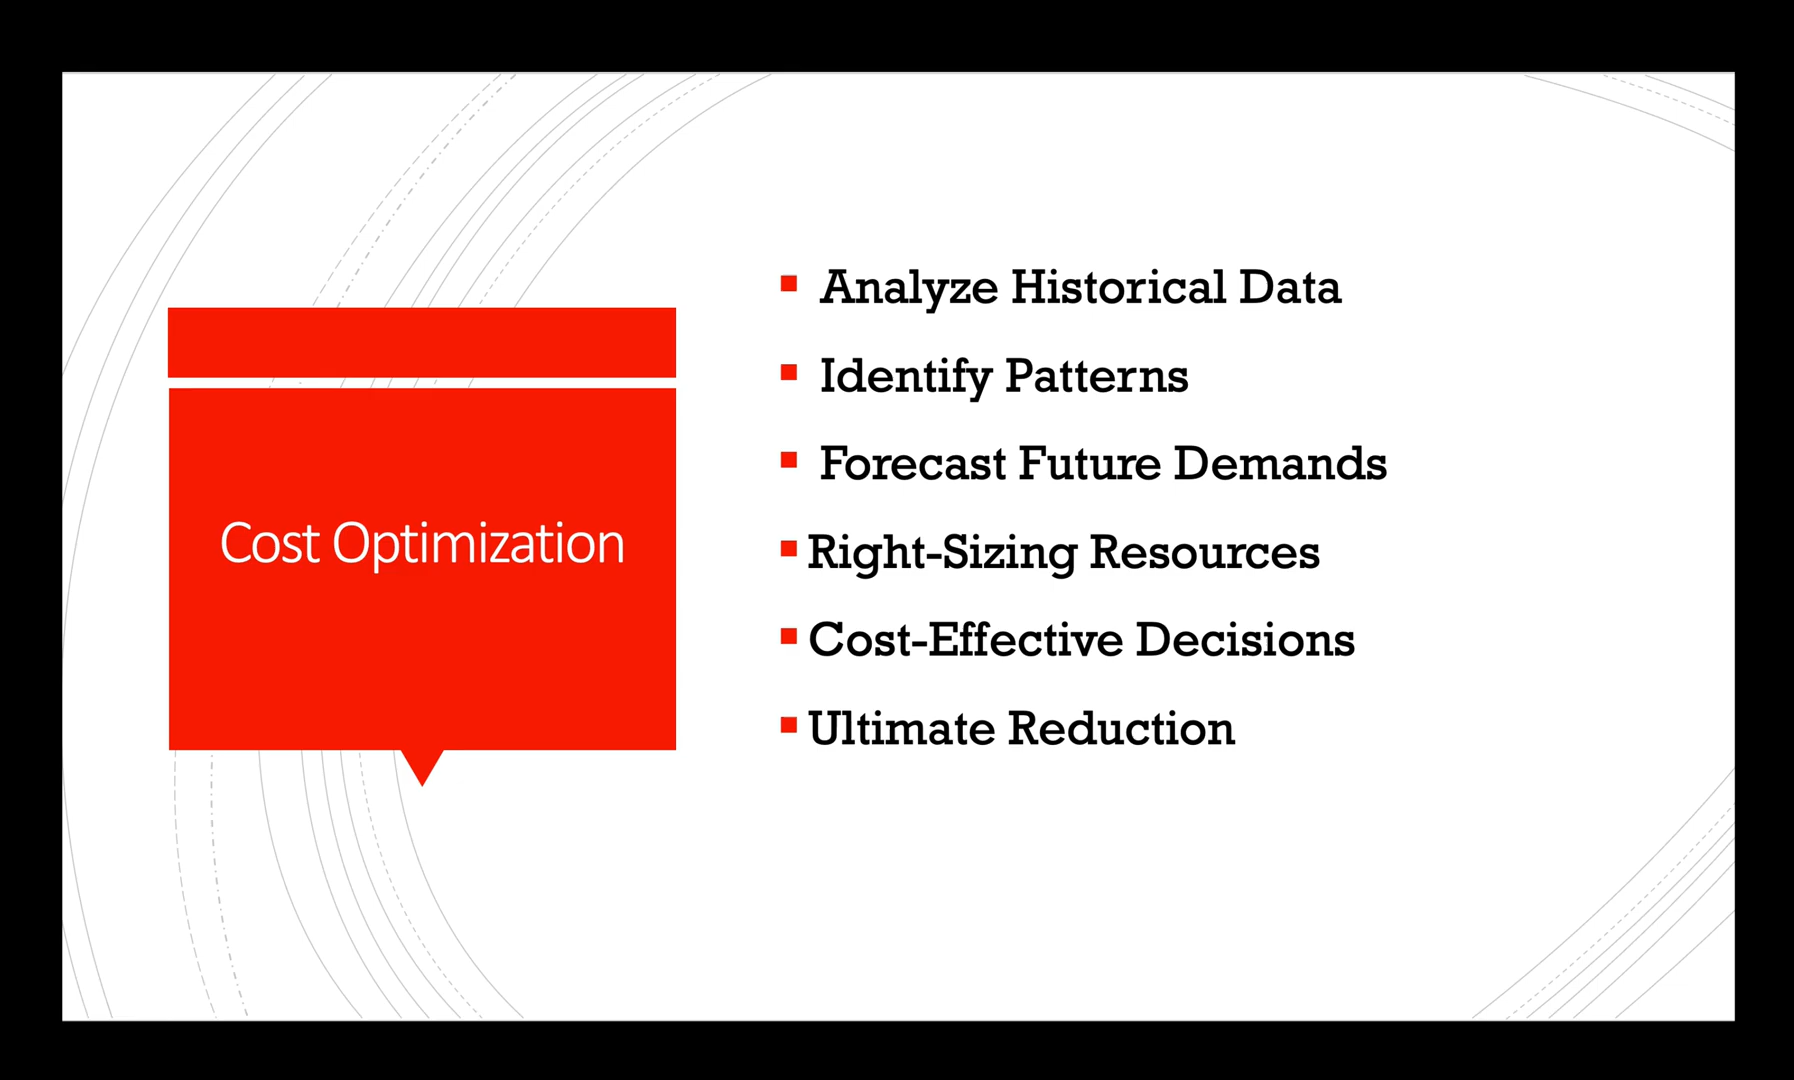 Cost Optimization
Analyze Historical Data
Identify Patterns
Forecast Future Demands
Right-Sizing Resources
Cost-Effective Decisions
Ultimate Reduction